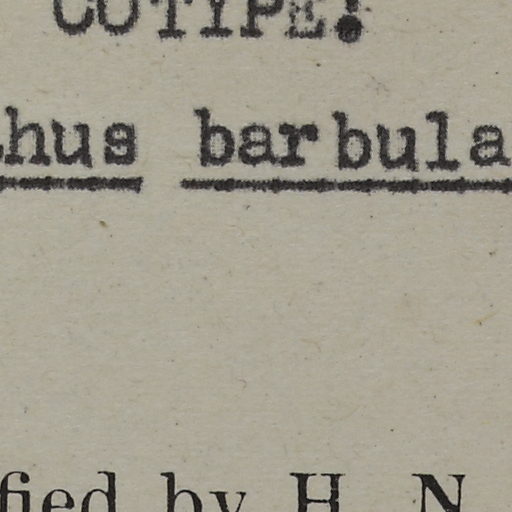 COTYPE!
hus barbula
fied by H. N.